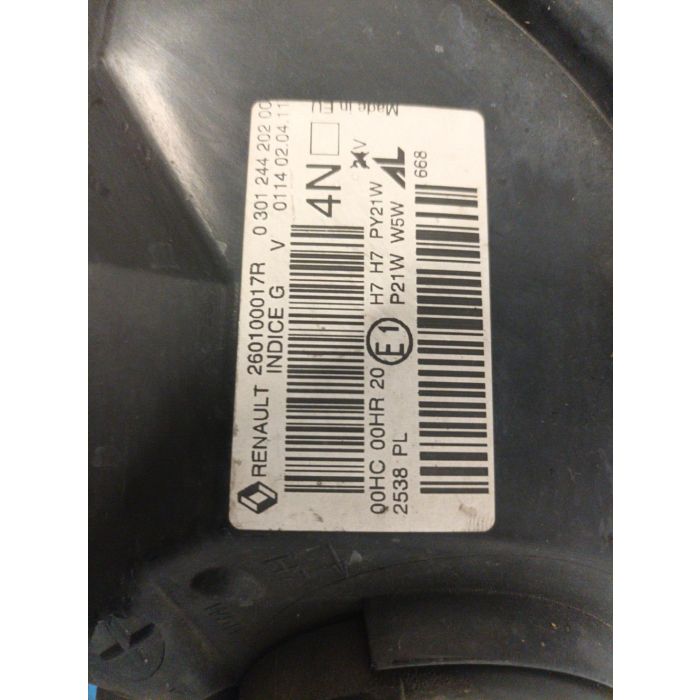 RENAULT 260100017R 0 301 244 202 00
INDICE G V 0114 02.04.11
4N
Made in EU
V
00HC 00HR 20 H7 H7 PY21W
2538 PL E1 P21W W5W AL
668